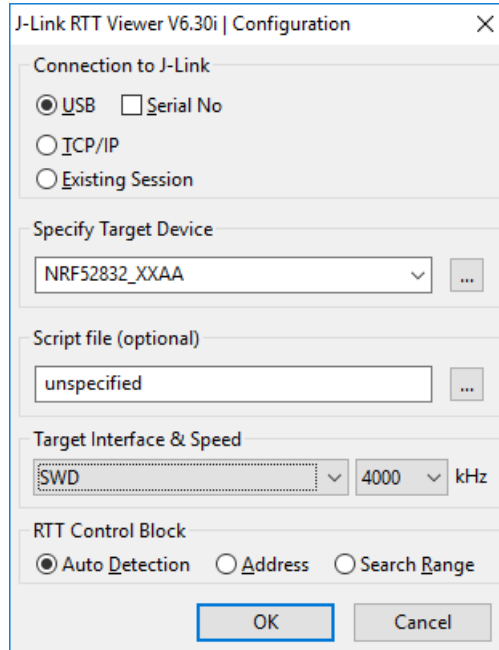 J-Link RTT Viewer V6.30i | Configuration
Connection to J-Link
USB Serial No
TCP/IP
Existing Session
Specify Target Device
NRF52832_XXAA ...
Script file (optional)
unspecified ...
Target Interface & Speed
SWD 4000 kHz
RTT Control Block
Auto Detection Address Search Range
OK Cancel